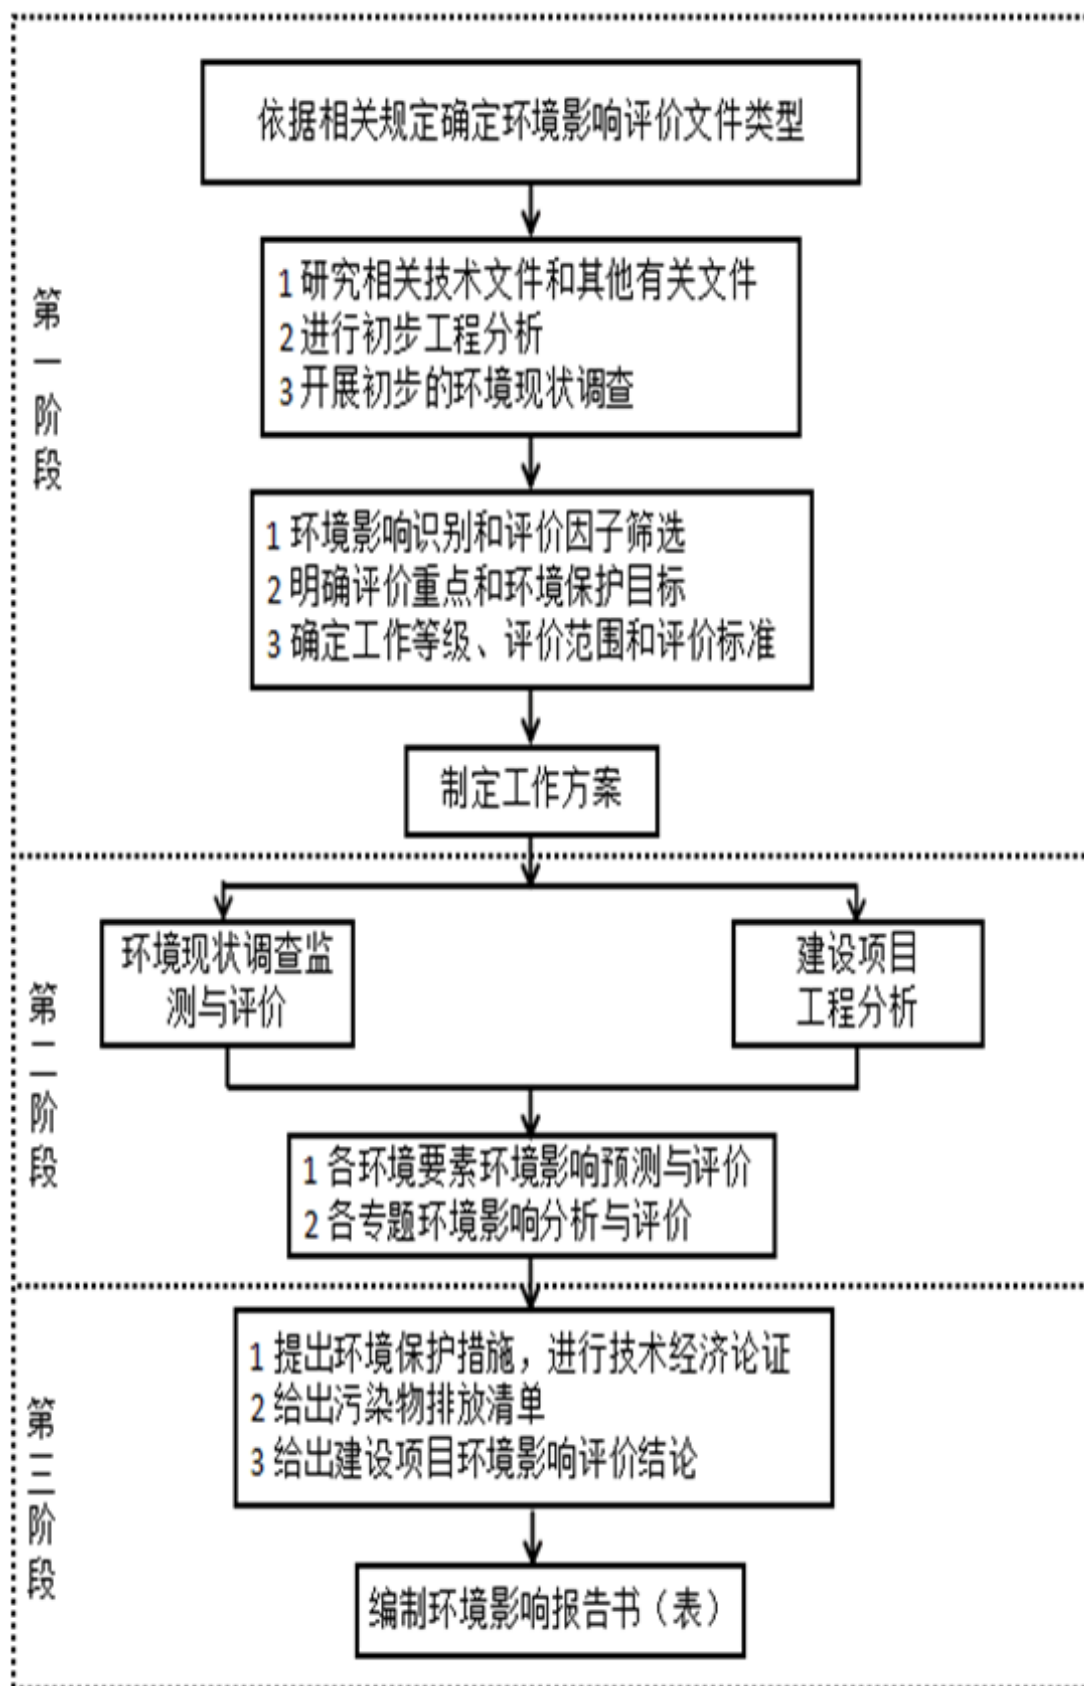 依据相关规定确定环境影响评价文件类型
第一阶段
1 研究相关技术文件和其他有关文件
2 进行初步工程分析
3 开展初步的环境现状调查
1 环境影响识别和评价因子筛选
2 明确评价重点和环境保护目标
3 确定工作等级、评价范围和评价标准
制定工作方案
第二阶段
环境现状调查监
测与评价
建设项目
工程分析
1 各环境要素环境影响预测与评价
2 各专题环境影响分析与评价
第三阶段
1 提出环境保护措施，进行技术经济论证
2 给出污染物排放清单
3 给出建设项目环境影响评价结论
编制环境影响报告书（表）